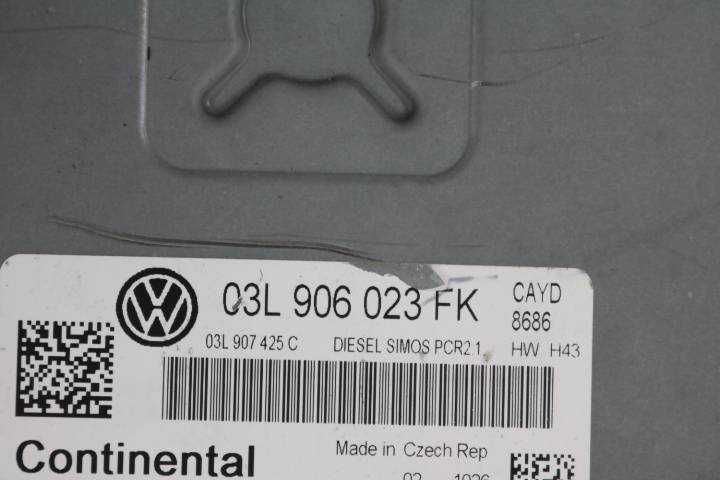 03L 906 023 FK CAYD
8686
03L 907 425 C DIESEL SIMOS PCR2.1 HW H43
Continental Made in Czech Rep